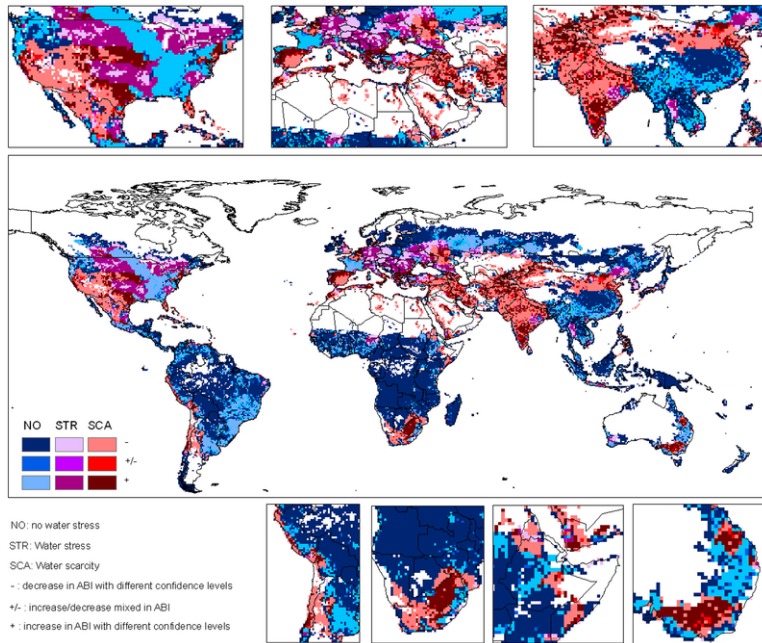 NO STR SCA
-
+/-
+
NO: no water stress
STR: Water stress
SCA: Water scarcity
- : decrease in ABI with different confidence levels
+/- : increase/decrease mixed in ABI
+ : increase in ABI with different confidence levels